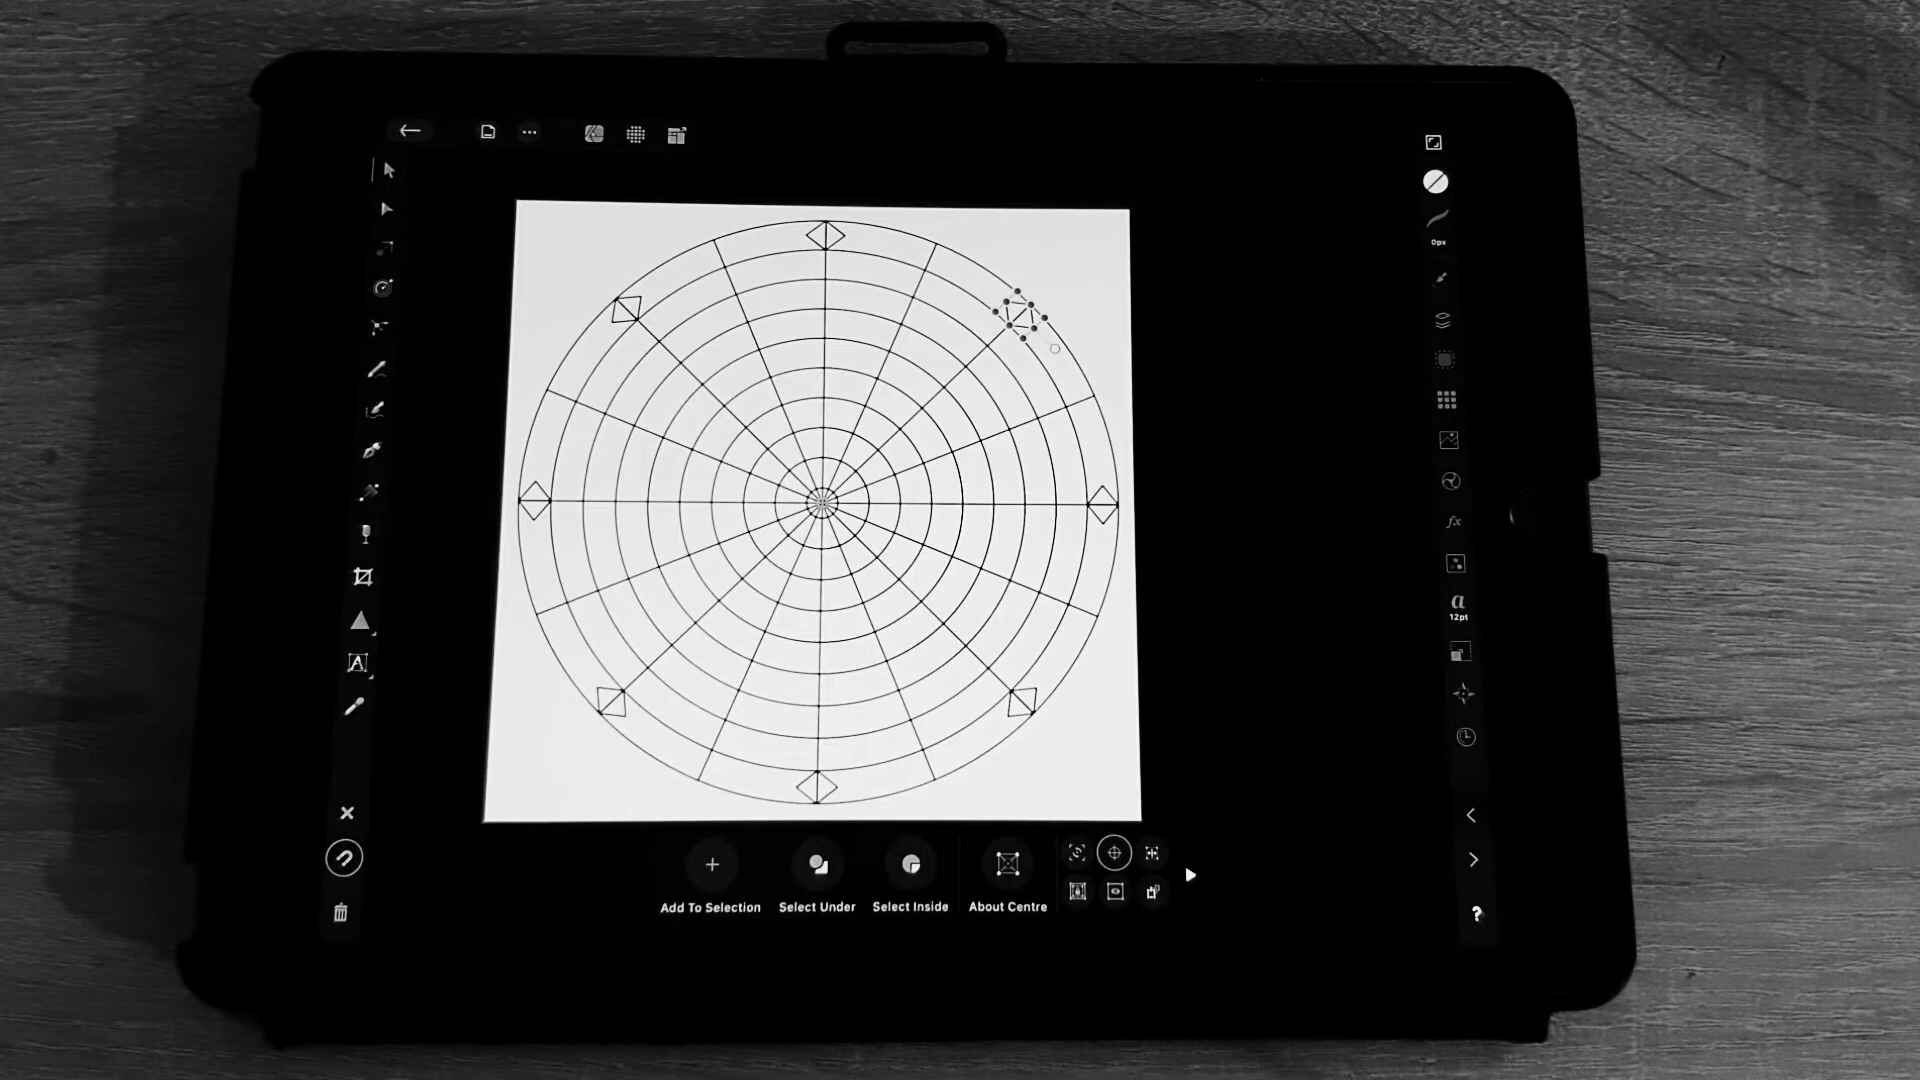 0px
fx
a
12pt
A
Add To Selection
Select Under
Select Inside
About Centre
?